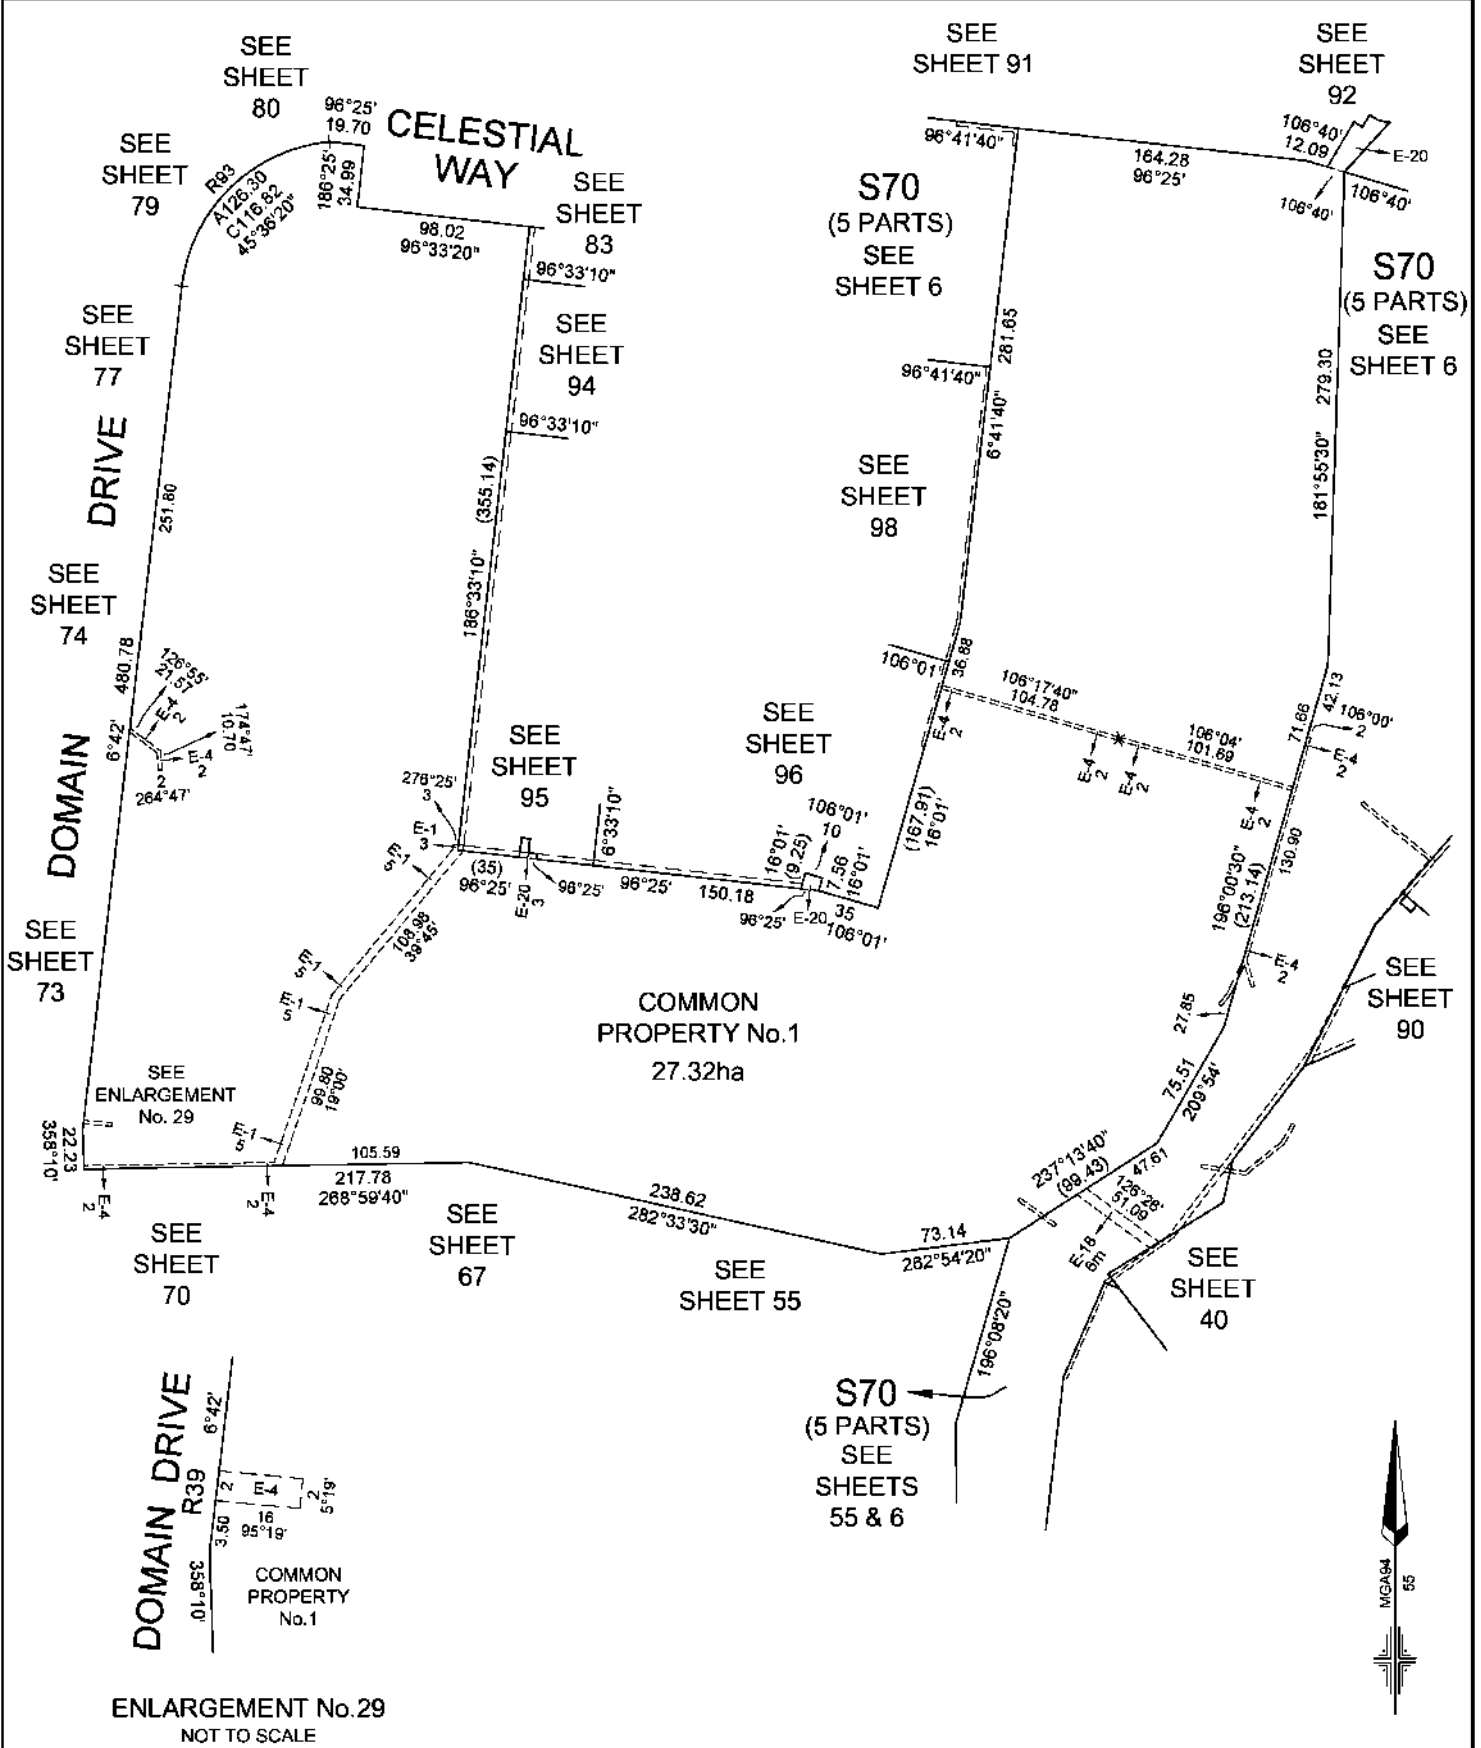 SEE
SHEET
80
SEE
SHEET
79
96°25'
19.70
CELESTIAL
WAY
R93
A126.30
C116.82
45°36'20"
186°25'
34.99
98.02
96°33'20"
SEE
SHEET
83
96°33'10"
SEE
SHEET
94
96°33'10"
SEE
SHEET 91
SEE
SHEET
92
96°41'40"
164.28
96°25'
106°40'
12.09
E-20
106°40'
106°40'
S70
(5 PARTS)
SEE
SHEET 6
S70
(5 PARTS)
SEE
SHEET 6
281.65
6°41'40"
96°41'40"
279.30
181°55'30"
SEE
SHEET
98
SEE
SHEET
77
DOMAIN DRIVE
251.80
480.78
6°42'
SEE
SHEET
74
126°55'
21.57
E-4
2
174°47'
10.70
E-4
2
2
264°47'
(355.14)
186°33'10"
SEE
SHEET
95
276°25'
3
E-1
3
E-1
5
(35)
96°25'
E-20
3
96°25'
6°33'10"
96°25'
150.18
SEE
SHEET
96
106°01'
10
16°01'
(9.25)
17.56
16°01'
96°25'
E-20
35
106°01'
(167.91)
16°01'
106°01'
36.88
E-4
2
106°17'40"
104.78
E-4
2
E-4
2
106°04'
101.69
E-4
2
42.13
71.66
106°00'
2
E-4
2
130.90
196°00'30"
(213.14)
E-4
2
27.85
75.51
209°54'
SEE
SHEET
90
SEE
SHEET
73
108.98
39°45'
E-1
5
E-1
5
99.80
19°00'
E-1
5
COMMON
PROPERTY No.1
27.32ha
SEE
ENLARGEMENT
No. 29
22.23
358°10'
E-4
2
E-4
2
105.59
217.78
268°59'40"
SEE
SHEET
70
SEE
SHEET
67
238.62
282°33'30"
SEE
SHEET 55
73.14
262°54'20"
237°13'40"
(99.43)
47.61
126°26'
51.09
E-18
6m
SEE
SHEET
40
196°08'20"
S70
(5 PARTS)
SEE
SHEETS
55 & 6
DOMAIN DRIVE
R39
6°42'
2
E-4
2
5°19'
16
95°19'
3.50
358°10'
COMMON
PROPERTY
No.1
ENLARGEMENT No.29
NOT TO SCALE
MGA94
55